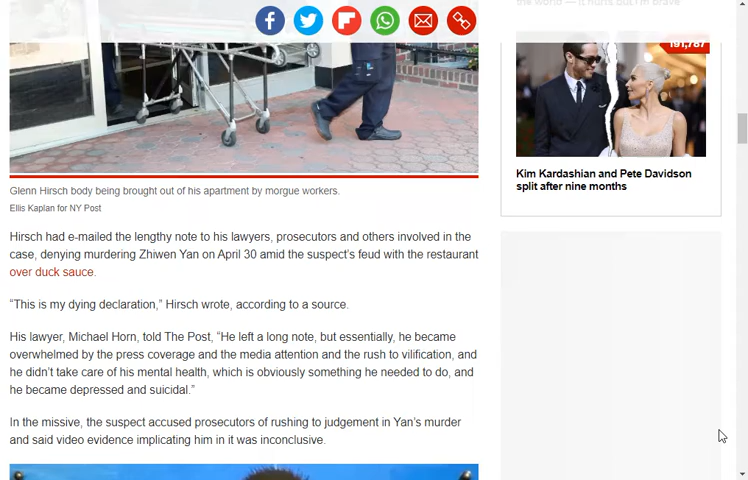 the world — it hurts, but I'm brave
191,787
Kim Kardashian and Pete Davidson
split after nine months
Glenn Hirsch body being brought out of his apartment by morgue workers.
Ellis Kaplan for NY Post
Hirsch had e-mailed the lengthy note to his lawyers, prosecutors and others involved in the
case, denying murdering Zhiwen Yan on April 30 amid the suspect’s feud with the restaurant
over duck sauce.
“This is my dying declaration,” Hirsch wrote, according to a source.
His lawyer, Michael Horn, told The Post, “He left a long note, but essentially, he became
overwhelmed by the press coverage and the media attention and the rush to vilification, and
he didn’t take care of his mental health, which is obviously something he needed to do, and
he became depressed and suicidal.”
In the missive, the suspect accused prosecutors of rushing to judgement in Yan’s murder
and said video evidence implicating him in it was inconclusive.